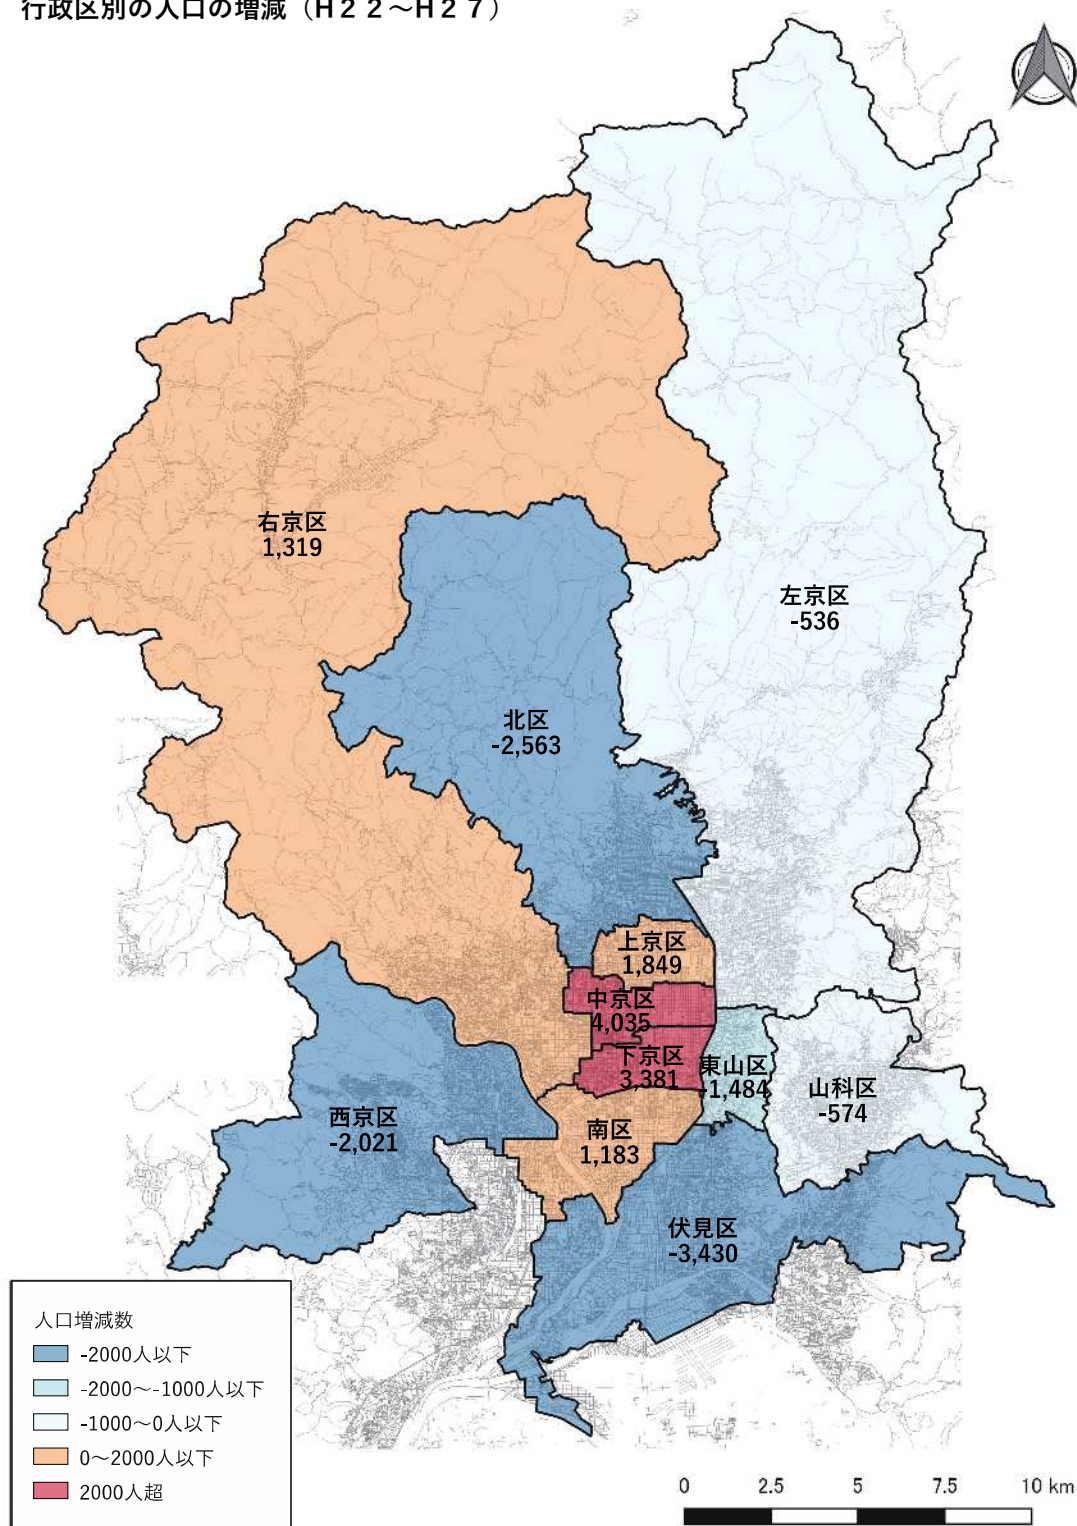 行政区別の人口の増減（H２２～H２７）
右京区
1,319
左京区
-536
北区
-2,563
上京区
1,849
中京区
4,035
下京区
3,381
東山区
-1,484
山科区
-574
西京区
-2,021
南区
1,183
伏見区
-3,430
人口増減数
-2000人以下
-2000～-1000人以下
-1000～0人以下
0～2000人以下
2000人超
0 2.5 5 7.5 10 km